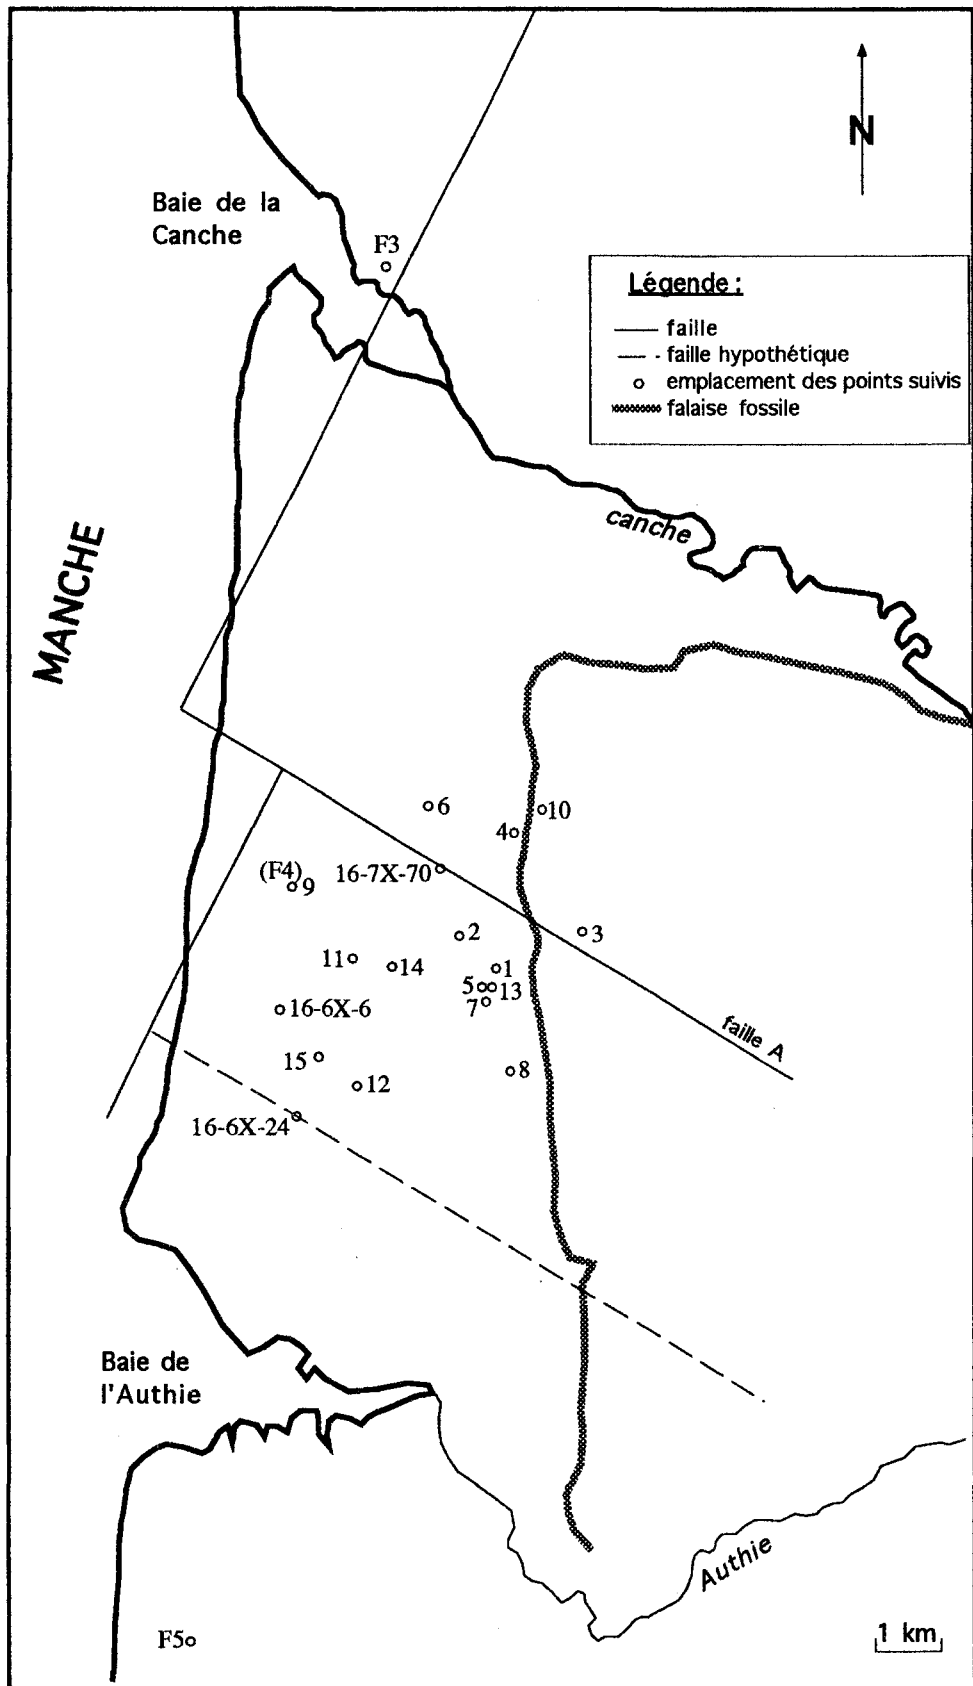 N
Baie de la
Canche
F3
Légende :
faille
faille hypothétique
emplacement des points suivis
falaise fossile
canche
MANCHE
6
10
4
(F4)
9
16-7X-70
2
3
11
14
1
5
13
7
16-6X-6
faille A
15
12
8
16-6X-24
Baie de
l'Authie
Authie
F5
1 km